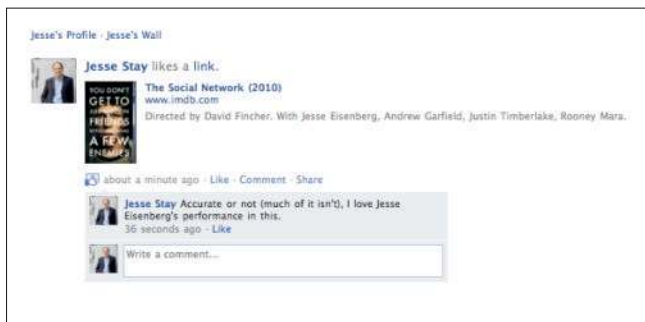 Jesse's Profile · Jesse's Wall
Jesse Stay likes a link.
YOU DON'T
GET TO
FRIENDS
A FEW
ENEMIES
The Social Network (2010)
www.imdb.com
Directed by David Fincher. With Jesse Eisenberg, Andrew Garfield, Justin Timberlake, Rooney Mara.
about a minute ago · Like · Comment · Share
Jesse Stay Accurate or not (much of it isn't), I love Jesse
Eisenberg's performance in this.
36 seconds ago · Like
Write a comment...